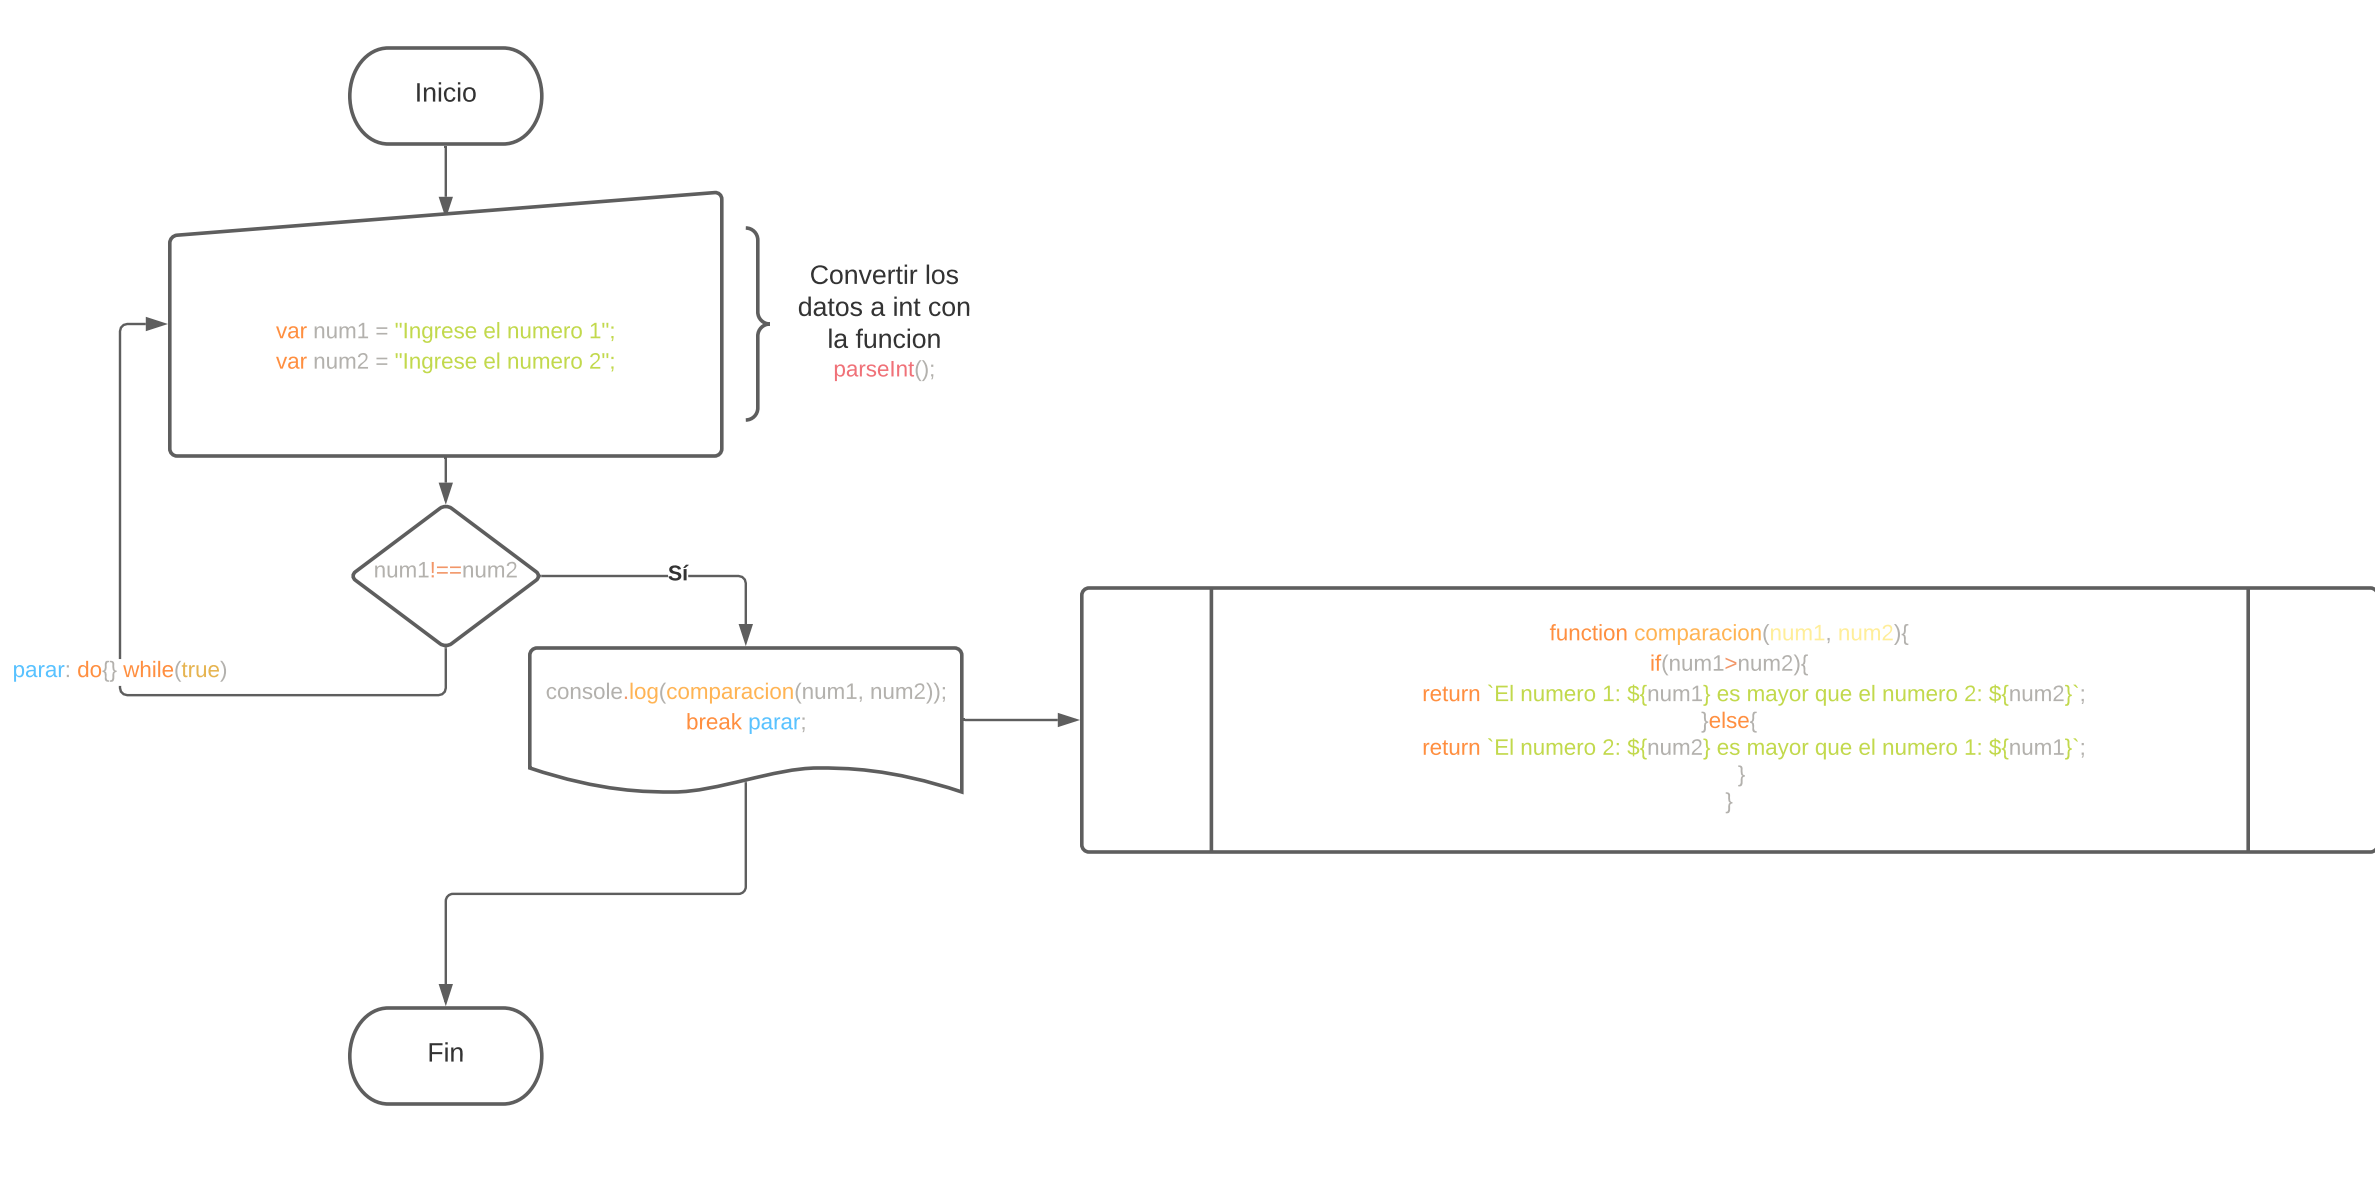 Inicio
var num1 = "Ingrese el numero 1";
var num2 = "Ingrese el numero 2";
Convertir los
datos a int con
la funcion
parseInt();
num1!==num2
Sí
parar: do{} while(true)
console.log(comparacion(num1, num2));
break parar;
function comparacion(num1, num2){
if(num1>num2){
return `El numero 1: ${num1} es mayor que el numero 2: ${num2}`;
}else{
return `El numero 2: ${num2} es mayor que el numero 1: ${num1}`;
}
}
Fin